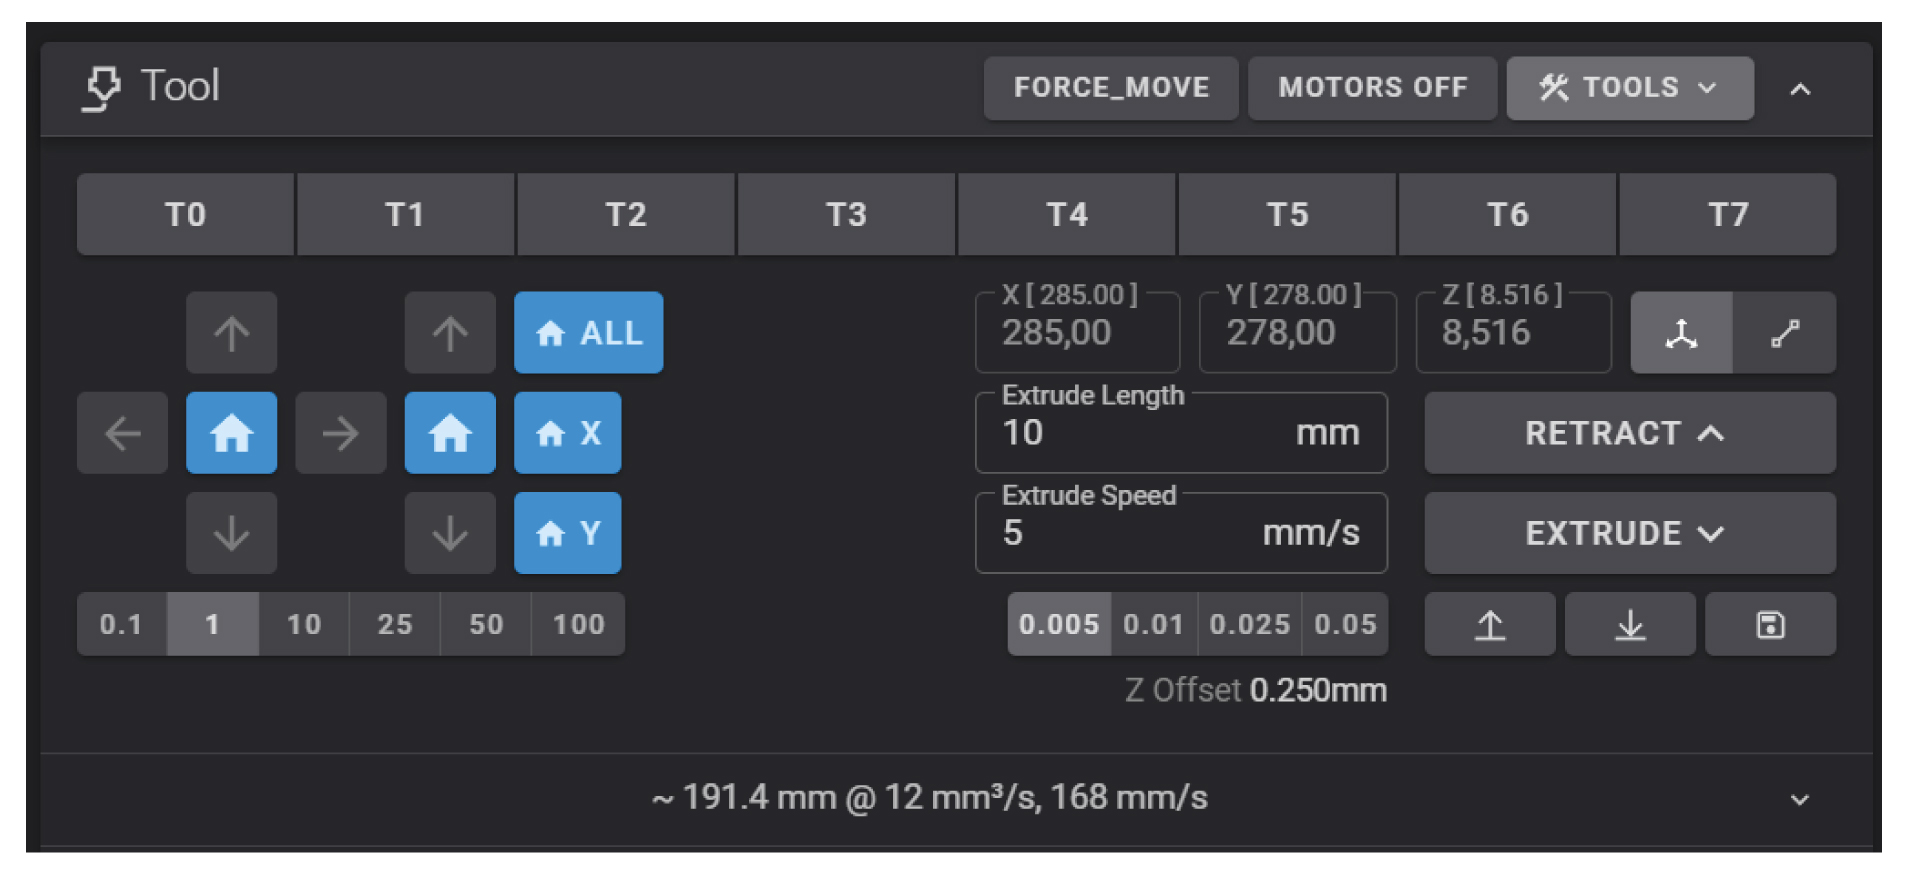 Tool FORCE_MOVE MOTORS OFF TOOLS
T0 T1 T2 T3 T4 T5 T6 T7
X [ 285.00 ] Y [ 278.00 ] Z [ 8.516 ]
ALL 285,00 278,00 8,516
Extrude Length
X 10 mm RETRACT
Extrude Speed
Y 5 mm/s EXTRUDE
0.1 1 10 25 50 100 0.005 0.01 0.025 0.05
Z Offset 0.250mm
~ 191.4 mm @ 12 mm³/s, 168 mm/s